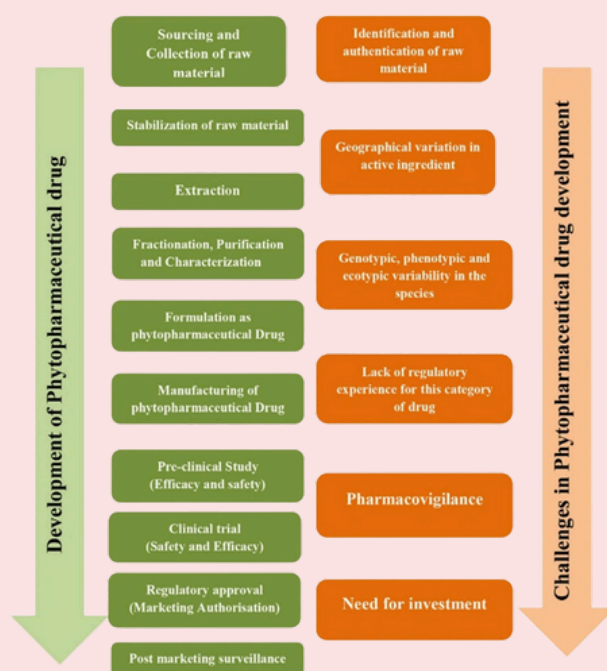 Development of Phytopharmaceutical drug
Sourcing and
Collection of raw
material
Stabilization of raw material
Extraction
Fractionation, Purification
and Characterization
Formulation as
phytopharmaceutical Drug
Manufacturing of
phytopharmaceutical Drug
Pre-clinical Study
(Efficacy and safety)
Clinical trial
(Safety and Efficacy)
Regulatory approval
(Marketing Authorisation)
Post marketing surveillance
Identification and
authentication of raw
material
Geographical variation in
active ingredient
Genotypic, phenotypic and
ecotypic variability in the
species
Lack of regulatory
experience for this category
of drug
Pharmacovigilance
Need for investment
Challenges in Phytopharmaceutical drug development